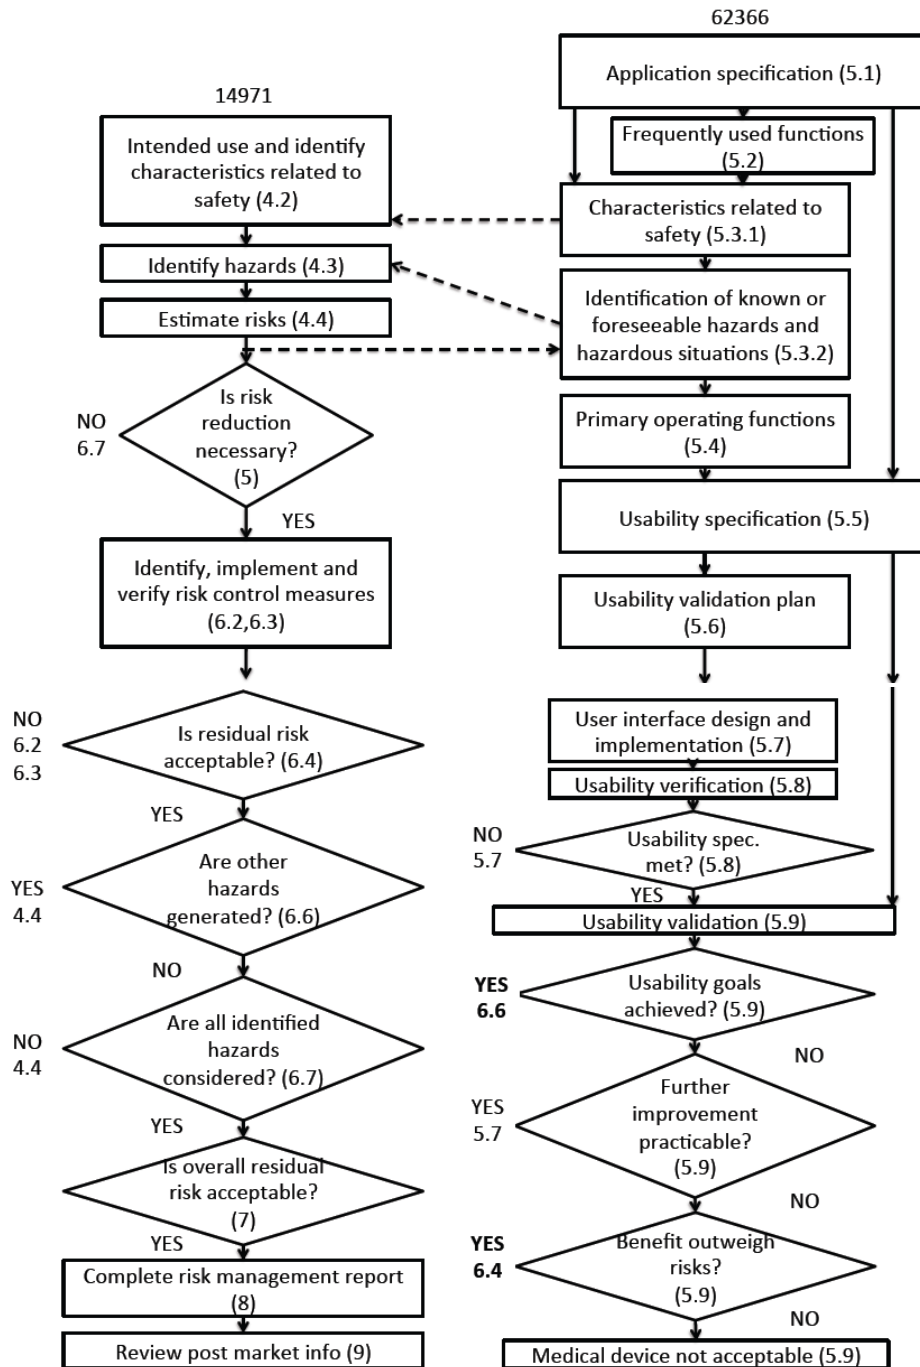 14971
Intended use and identify
characteristics related to
safety (4.2)
Identify hazards (4.3)
Estimate risks (4.4)
Is risk
reduction
necessary?
(5)
NO
6.7
YES
Identify, implement and
verify risk control measures
(6.2,6.3)
NO
6.2
6.3
Is residual risk
acceptable? (6.4)
YES
Are other
hazards
generated? (6.6)
YES
4.4
NO
Are all identified
hazards
considered? (6.7)
NO
4.4
YES
Is overall residual
risk acceptable?
(7)
YES
Complete risk management report
(8)
Review post market info (9)
62366
Application specification (5.1)
Frequently used functions
(5.2)
Characteristics related to
safety (5.3.1)
Identification of known or
foreseeable hazards and
hazardous situations (5.3.2)
Primary operating functions
(5.4)
Usability specification (5.5)
Usability validation plan
(5.6)
User interface design and
implementation (5.7)
Usability verification (5.8)
NO
5.7
Usability spec.
met? (5.8)
YES
Usability validation (5.9)
YES
6.6
Usability goals
achieved? (5.9)
NO
YES
5.7
Further
improvement
practicable?
(5.9)
NO
YES
6.4
Benefit outweigh
risks?
(5.9)
NO
Medical device not acceptable (5.9)